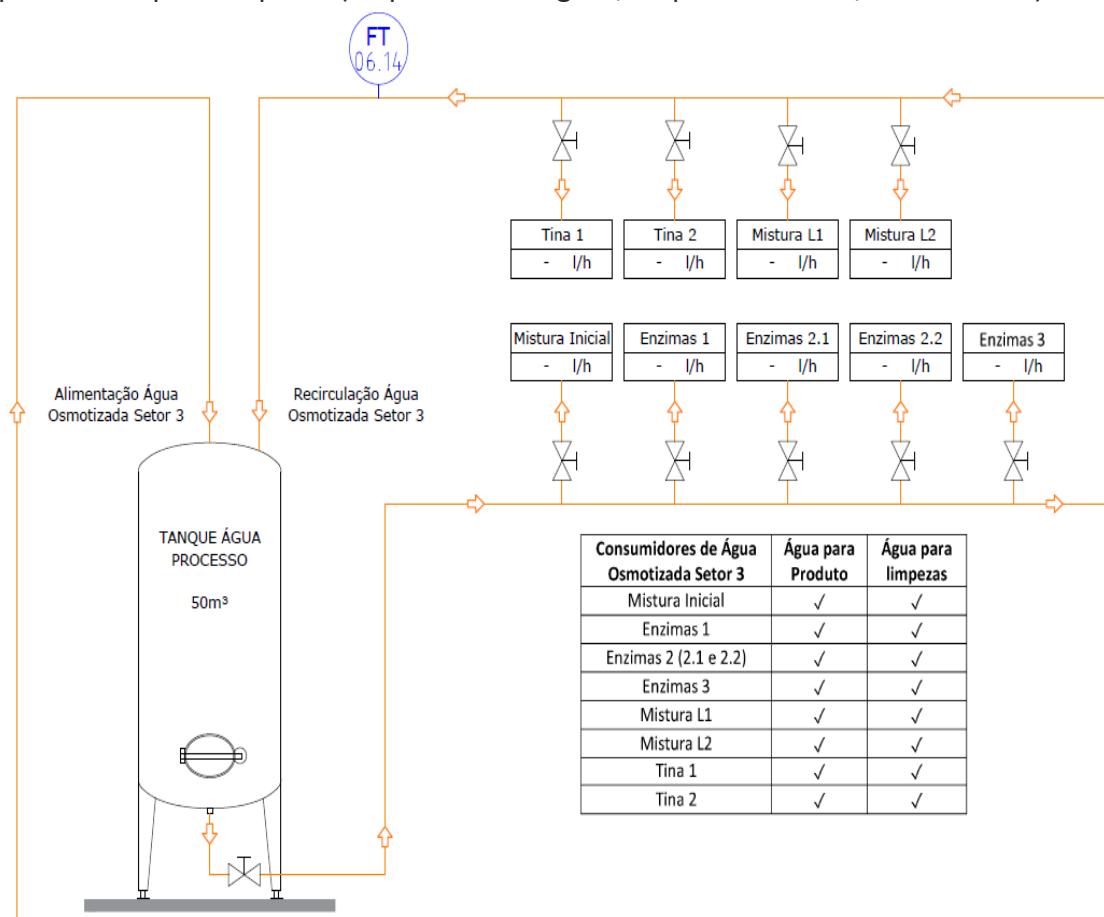 FT
06.14
Tina 1
- l/h
Tina 2
- l/h
Mistura L1
- l/h
Mistura L2
- l/h
Mistura Inicial
- l/h
Enzimas 1
- l/h
Enzimas 2.1
- l/h
Enzimas 2.2
- l/h
Enzimas 3
- l/h
Alimentação Água
Osmotizada Setor 3
Recirculação Água
Osmotizada Setor 3
TANQUE ÁGUA
PROCESSO
50m³
Consumidores de Água Osmotizada Setor 3 Água para Produto Água para limpezas
Mistura Inicial √ √
Enzimas 1 √ √
Enzimas 2 (2.1 e 2.2) √ √
Enzimas 3 √ √
Mistura L1 √ √
Mistura L2 √ √
Tina 1 √ √
Tina 2 √ √